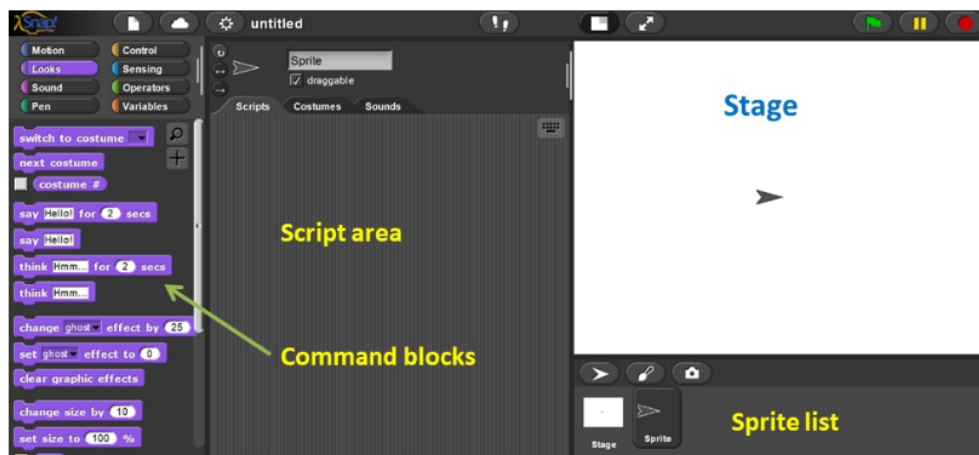 Snap!
untitled
Motion Control
Looks Sensing
Sound Operators
Pen Variables
switch to costume
next costume
costume #
say Hello! for 2 secs
say Hello!
think Hmm... for 2 secs
think Hmm...
change ghost effect by 25
set ghost effect to 0
clear graphic effects
change size by 10
set size to 100 %
Sprite
draggable
Scripts Costumes Sounds
Script area
Command blocks
Stage
Stage
Sprite
Sprite list